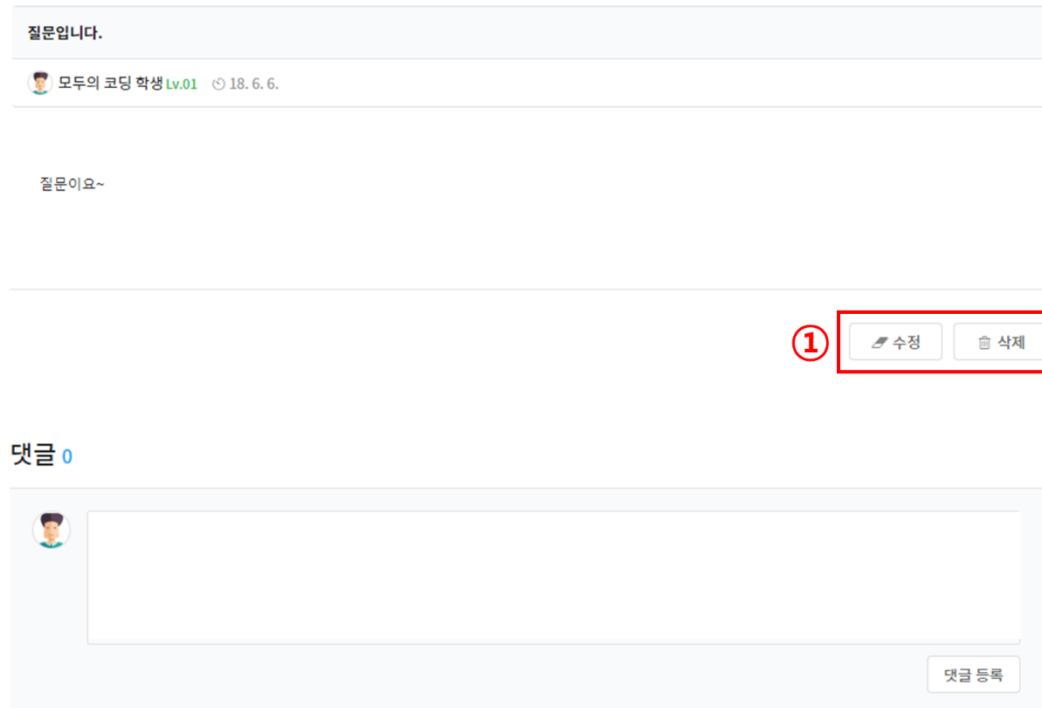 질문입니다.
모두의 코딩 학생 Lv.01 18. 6. 6.
질문이요~
① 수정 삭제
댓글 0
댓글 등록